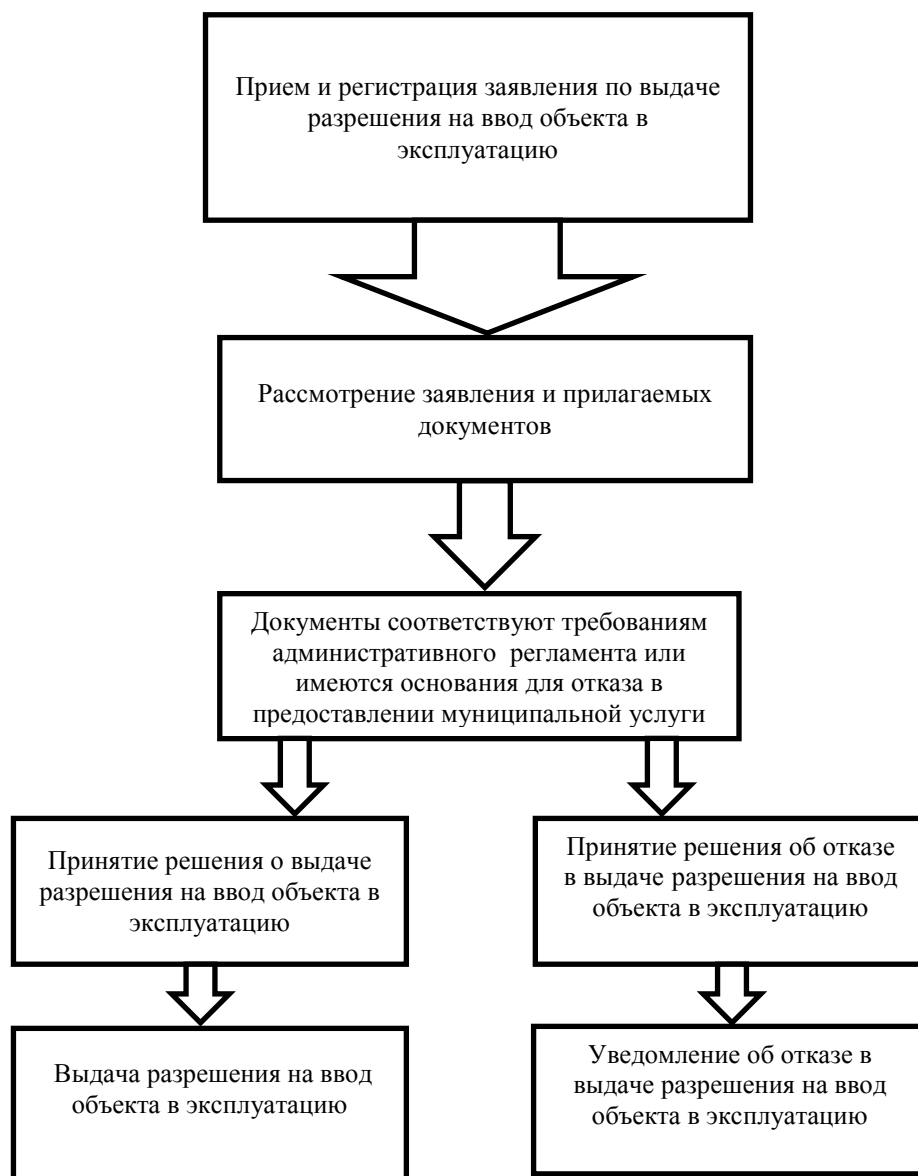 Прием и регистрация заявления по выдаче
разрешения на ввод объекта в
эксплуатацию
Рассмотрение заявления и прилагаемых
документов
Документы соответствуют требованиям
административного  регламента или
имеются основания для отказа в
предоставлении муниципальной услуги
Принятие решения о выдаче
разрешения на ввод объекта в
эксплуатацию
Принятие решения об отказе
в выдаче разрешения на ввод
объекта в эксплуатацию
Выдача разрешения на ввод
объекта в эксплуатацию
Уведомление об отказе в
выдаче разрешения на ввод
объекта в эксплуатацию